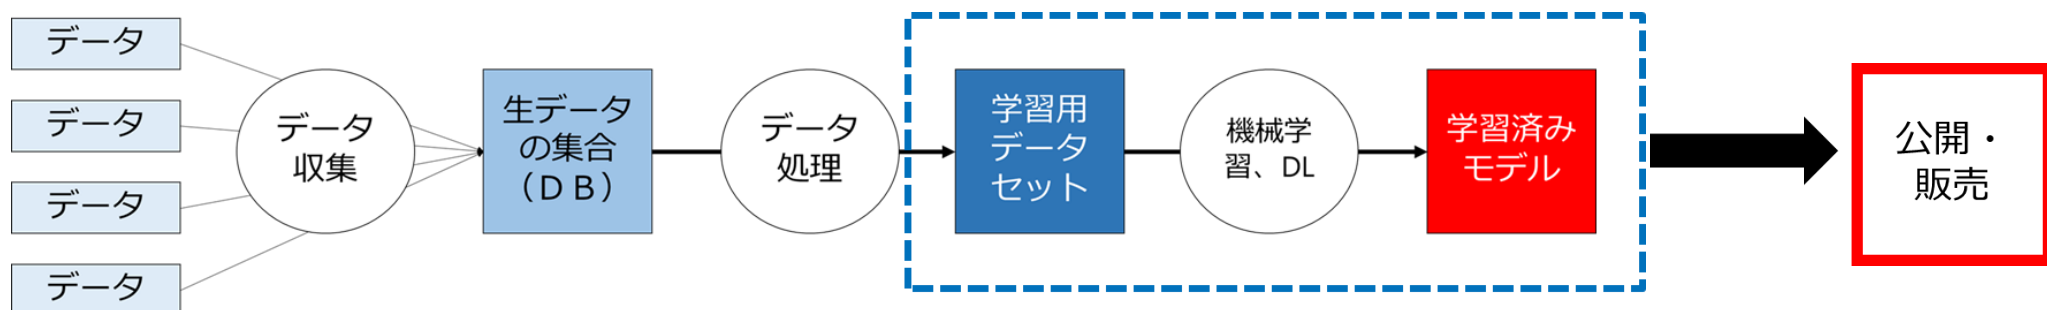 データ
データ
データ
データ
データ
収集
生データ
の集合
（ＤＢ）
データ
処理
学習用
データ
セット
機械学
習、DL
学習済み
モデル
公開・
販売